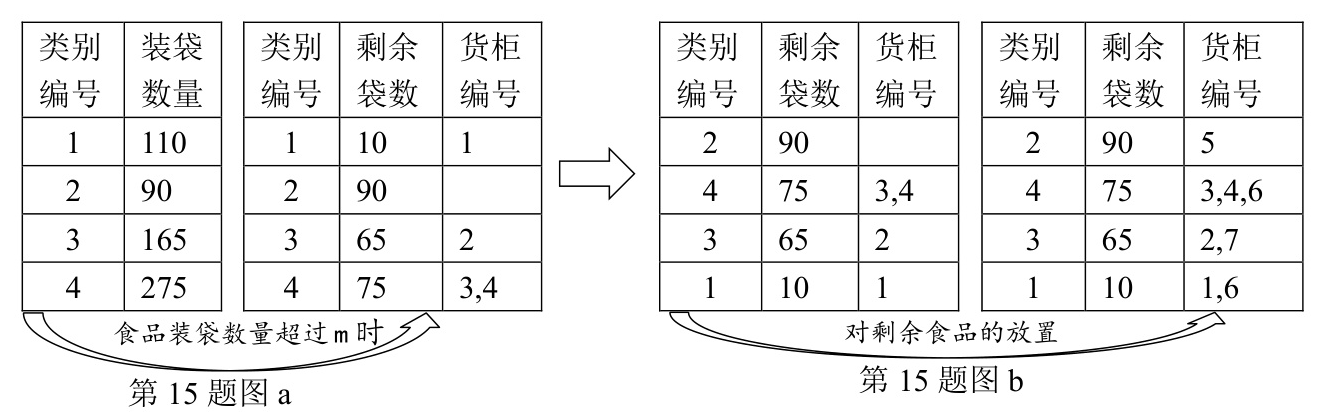 类别编号 装袋数量
1 110
2 90
3 165
4 275
类别编号 剩余袋数 货柜编号
1 10 1
2 90
3 65 2
4 75 3,4
食品装袋数量超过m时
第 15 题图 a
类别编号 剩余袋数 货柜编号
2 90
4 75 3,4
3 65 2
1 10 1
类别编号 剩余袋数 货柜编号
2 90 5
4 75 3,4,6
3 65 2,7
1 10 1,6
对剩余食品的放置
第 15 题图 b